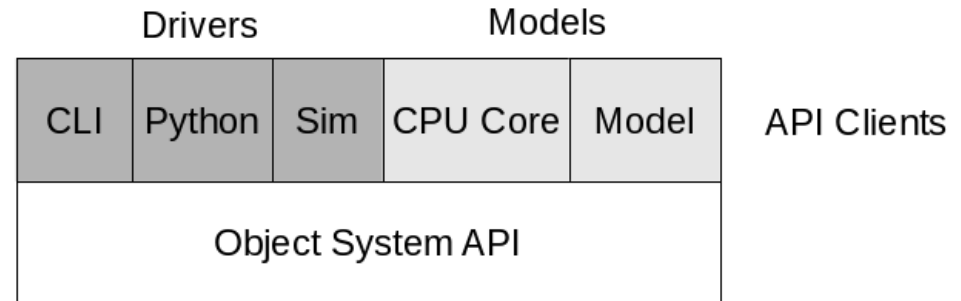 Drivers
Models
CLI
Python
Sim
CPU Core
Model
API Clients
Object System API